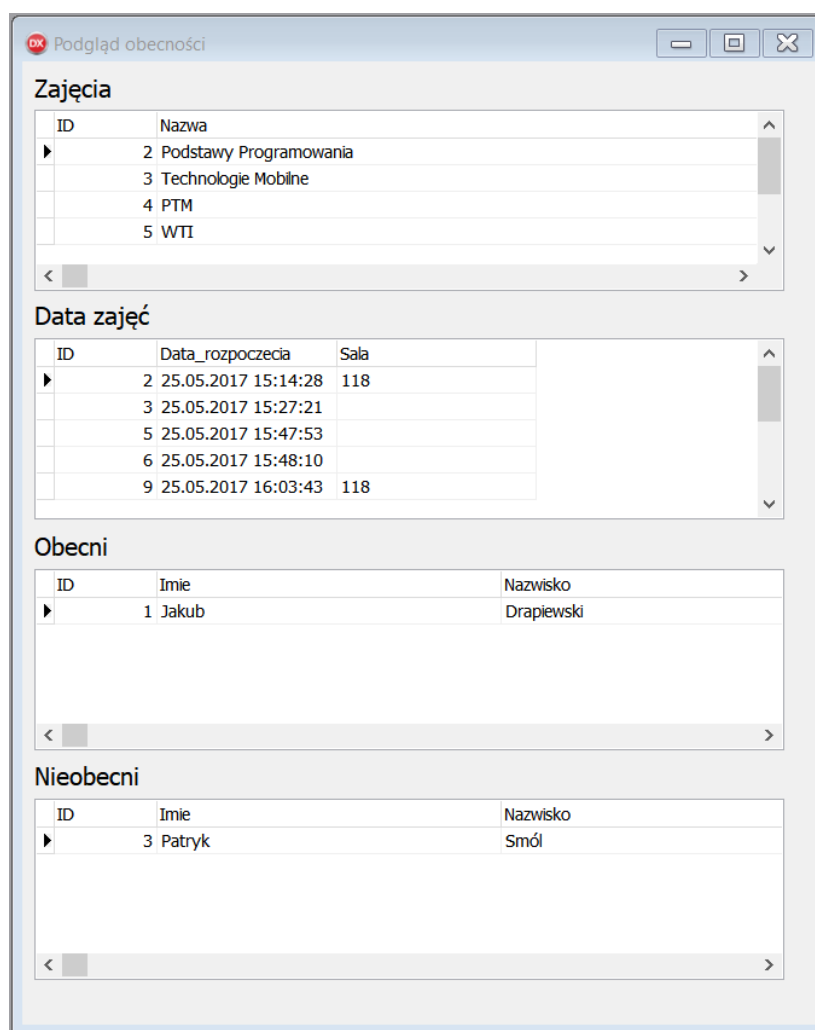 DX Podgląd obecności
Zajęcia
ID Nazwa
2 Podstawy Programowania
3 Technologie Mobilne
4 PTM
5 WTI
Data zajęć
ID Data_rozpoczecia Sala
2 25.05.2017 15:14:28 118
3 25.05.2017 15:27:21
5 25.05.2017 15:47:53
6 25.05.2017 15:48:10
9 25.05.2017 16:03:43 118
Obecni
ID Imie Nazwisko
1 Jakub Drapiewski
Nieobecni
ID Imie Nazwisko
3 Patryk Smól